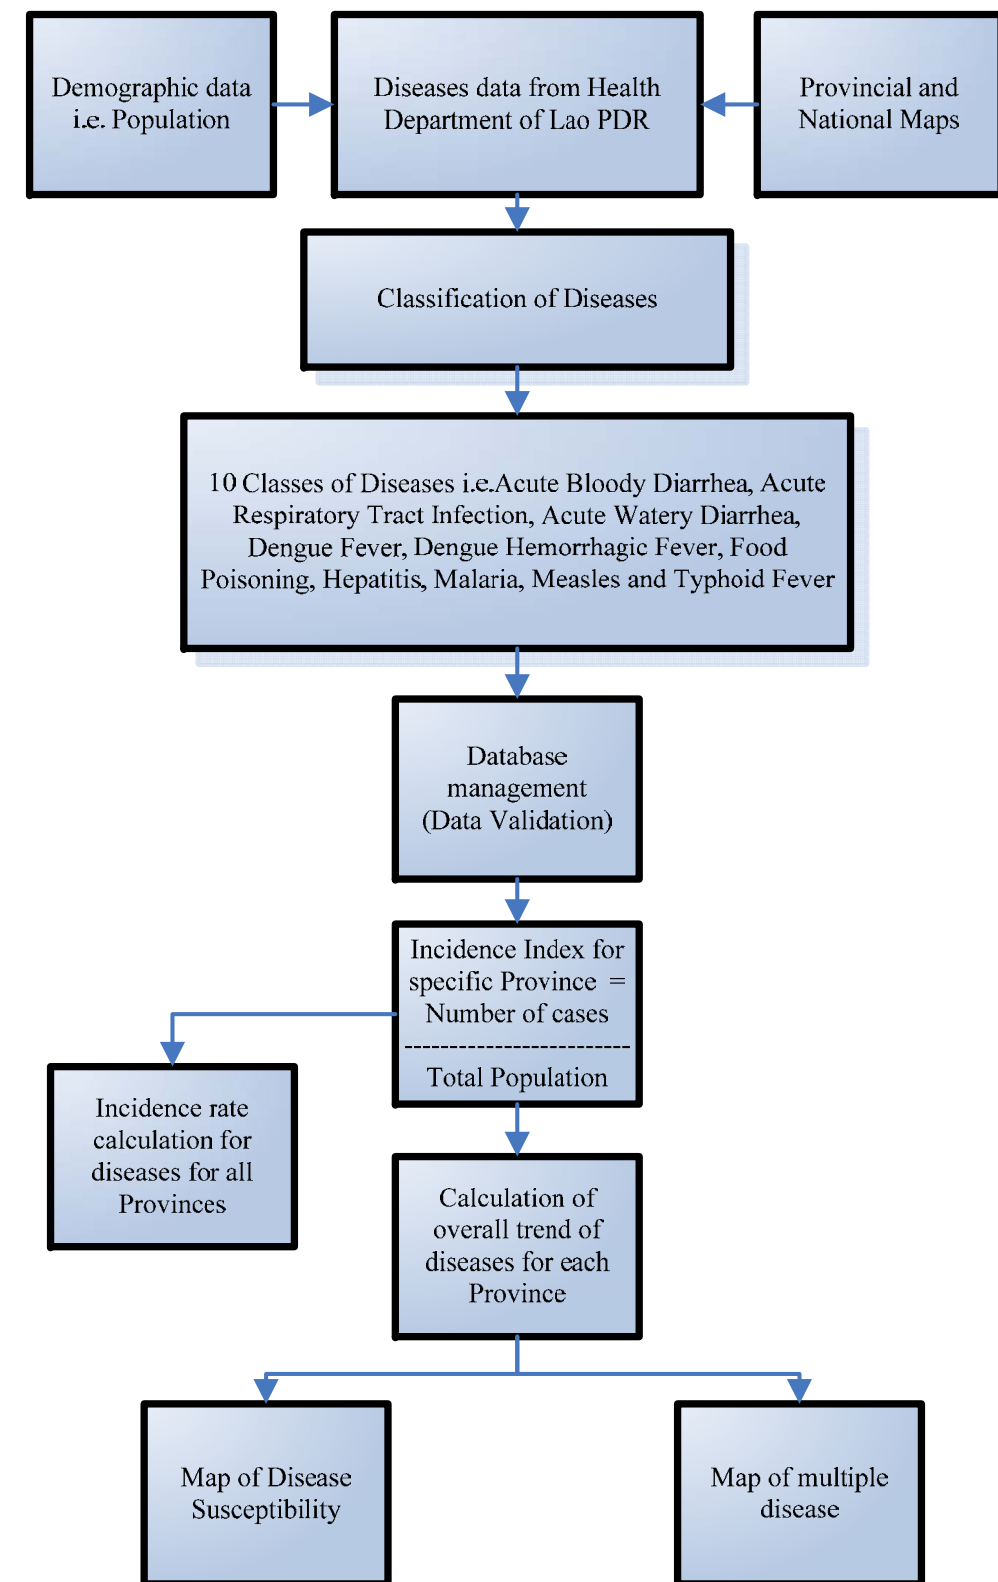 Demographic data
i.e. Population
Diseases data from Health
Department of Lao PDR
Provincial and
National Maps
Classification of Diseases
10 Classes of Diseases i.e.Acute Bloody Diarrhea, Acute
Respiratory Tract Infection, Acute Watery Diarrhea,
Dengue Fever, Dengue Hemorrhagic Fever, Food
Poisoning, Hepatitis, Malaria, Measles and Typhoid Fever
Database
management
(Data Validation)
Incidence Index for
specific Province =
Number of cases
--------------------------
Total Population
Incidence rate
calculation for
diseases for all
Provinces
Calculation of
overall trend of
diseases for each
Province
Map of Disease
Susceptibility
Map of multiple
disease